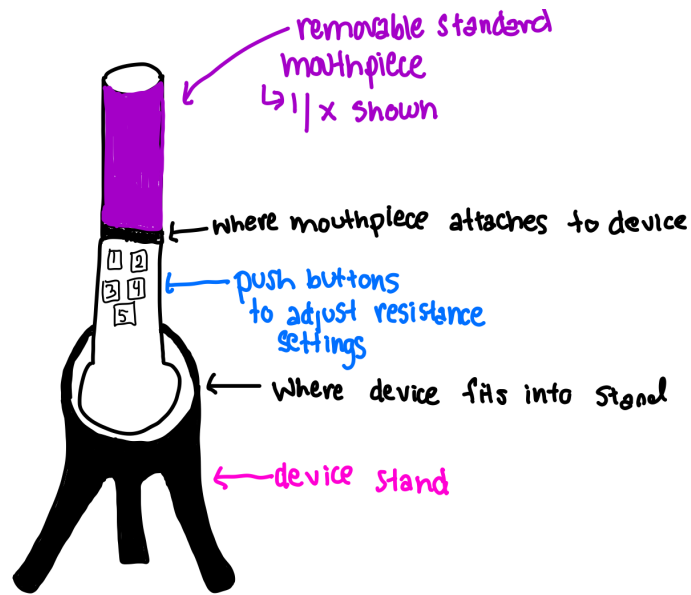 removable standard
mouthpiece
↳ 1/x shown
where mouthpiece attaches to device
1 2
3 4
5
push buttons
to adjust resistance
settings
Where device fits into stand
device stand